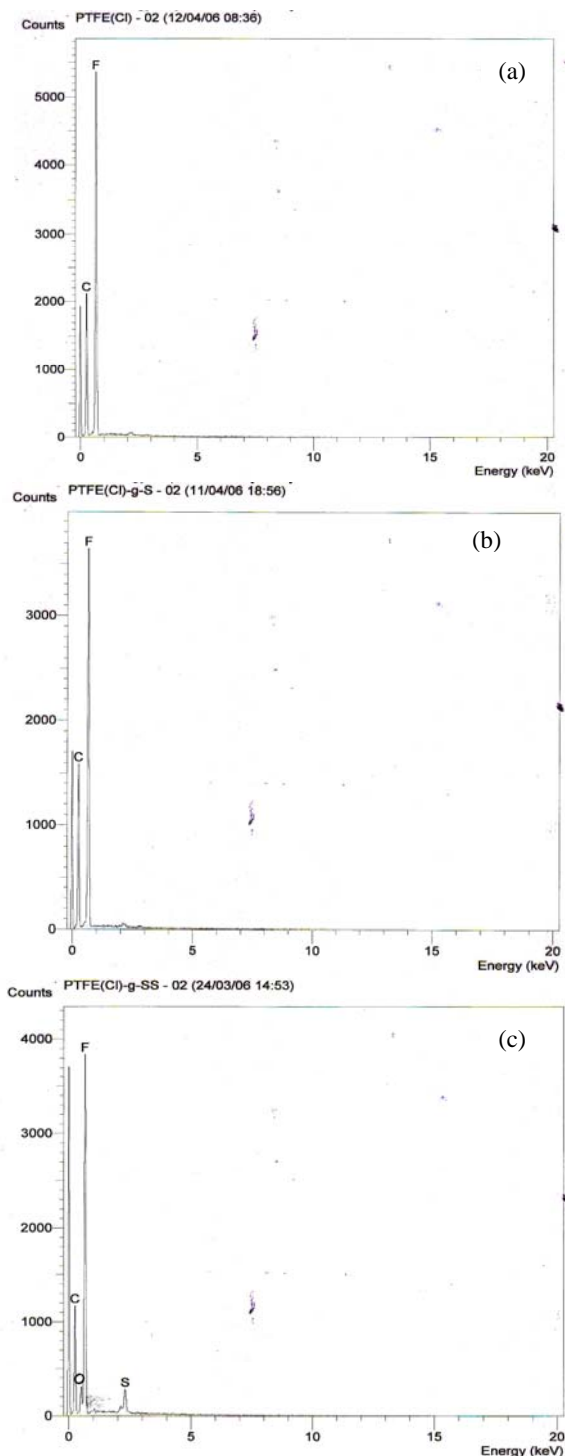 Counts PTFE(Cl) - 02 (12/04/06 08:36)
(a)
F
5000
4000
3000
C
2000
1000
0
0 5 10 15 20
Energy (keV)
Counts PTFE(Cl)-g-S - 02 (11/04/06 18:56)
(b)
F
3000
2000
C
1000
0
0 5 10 15 20
Energy (keV)
Counts PTFE(Cl)-g-SS - 02 (24/03/06 14:53)
(c)
4000
F
3000
2000
C
1000
O
S
0
0 5 10 15 20
Energy (keV)